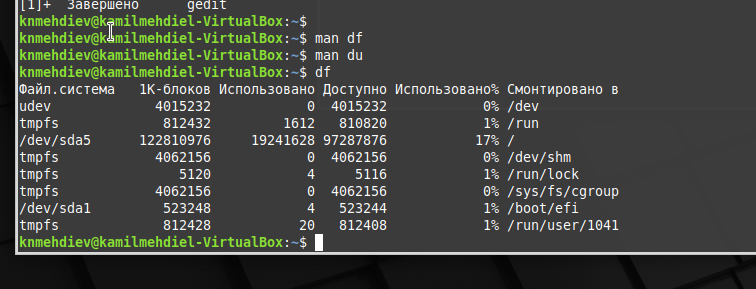 [1]+  Завершено      gedit
knmehdiev@kamilmehdiel-VirtualBox:~$
knmehdiev@kamilmehdiel-VirtualBox:~$ man df
knmehdiev@kamilmehdiel-VirtualBox:~$ man du
knmehdiev@kamilmehdiel-VirtualBox:~$ df
Файл.система   1K-блоков Использовано Доступно Использовано% Cмонтировано в
udev             4015232            0  4015232            0% /dev
tmpfs             812432         1612   810820            1% /run
/dev/sda5      122810976     19241628 97287876           17% /
tmpfs            4062156            0  4062156            0% /dev/shm
tmpfs               5120            4     5116            1% /run/lock
tmpfs            4062156            0  4062156            0% /sys/fs/cgroup
/dev/sda1         523248            4   523244            1% /boot/efi
tmpfs             812428           20   812408            1% /run/user/1041
knmehdiev@kamilmehdiel-VirtualBox:~$